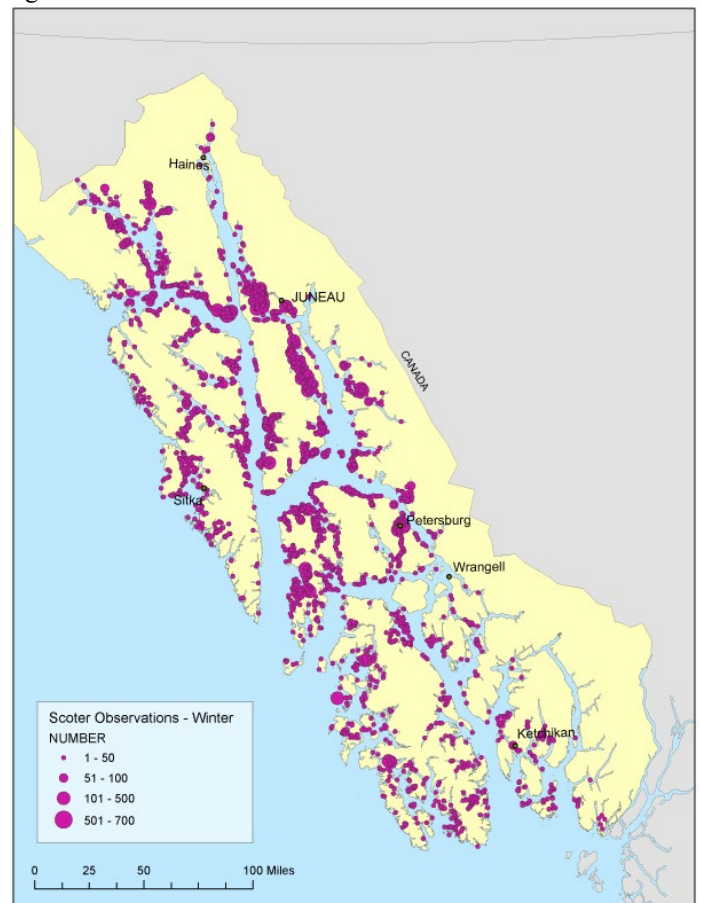 Haines
JUNEAU
CANADA
Sitka
Petersburg
Wrangell
Ketchikan
Scoter Observations - Winter
NUMBER
1 - 50
51 - 100
101 - 500
501 - 700
0 25 50 100 Miles